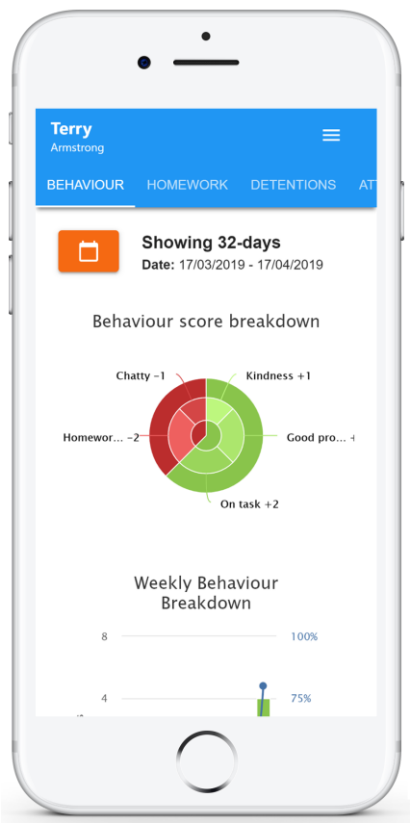 Terry
Armstrong
BEHAVIOUR HOMEWORK DETENTIONS AT
Showing 32-days
Date: 17/03/2019 - 17/04/2019
Behaviour score breakdown
Chatty −1 Kindness +1
Homewor... −2 Good pro... +
On task +2
Weekly Behaviour
Breakdown
8 100%
4 75%